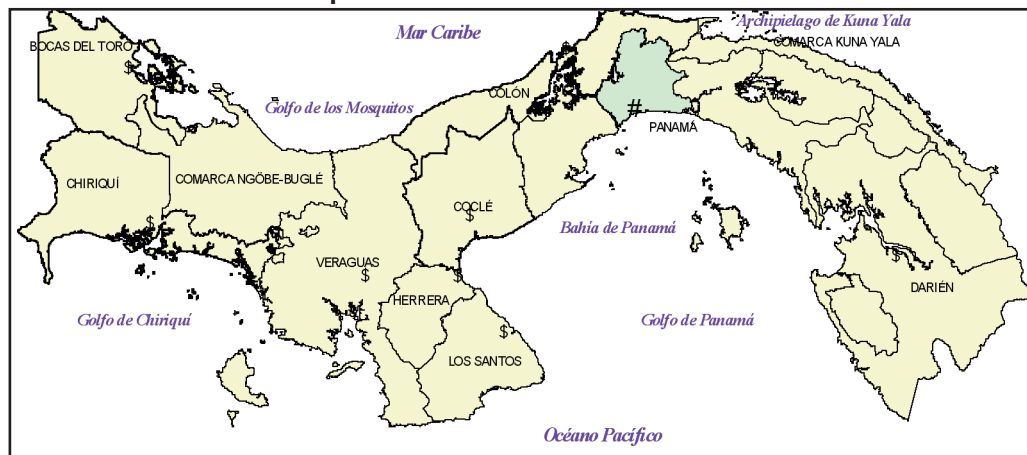 Archipielago de Kuna Yala
Mar Caribe
BOCAS DEL TORO
COMARCA KUNA YALA
$
COLÓN
Golfo de los Mosquitos
#
PANAMÁ
CHIRIQUÍ
COMARCA NGÖBE-BUGLÉ
COCLÉ
$
$
Bahía de Panamá
VERAGUAS
$
$
$
DARIÉN
HERRERA
Golfo de Chiriquí
Golfo de Panamá
$
LOS SANTOS
Océano Pacífico